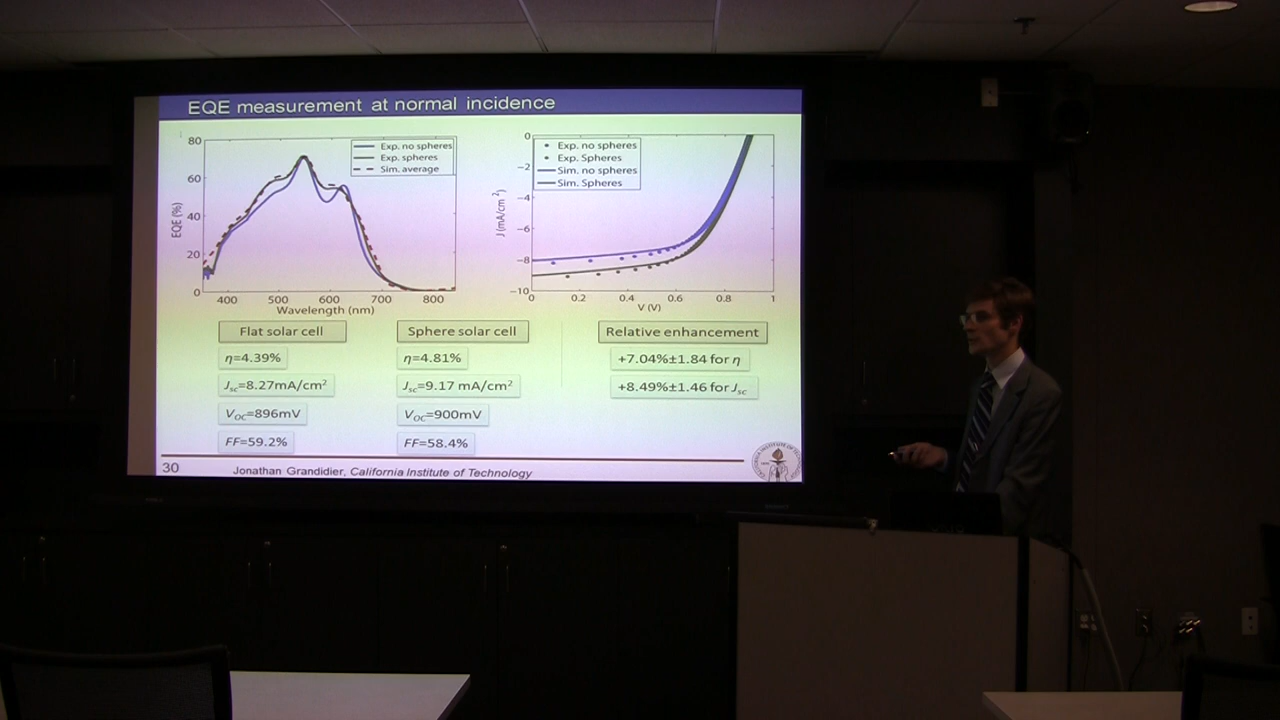 EQE measurement at normal incidence
1
80
60
40
20
0
EQE (%)
400 500 600 700 800
Wavelength (nm)
Exp. no spheres
Exp. spheres
Sim. average
0
−2
−4
−6
−8
−10
J (mA/cm²)
0 0.2 0.4 0.6 0.8 1
V (V)
Exp. no spheres
Exp. Spheres
Sim. no spheres
Sim. Spheres
Flat solar cell
η=4.39%
Jsc=8.27mA/cm²
VOC=896mV
FF=59.2%
Sphere solar cell
η=4.81%
Jsc=9.17 mA/cm²
VOC=900mV
FF=58.4%
Relative enhancement
+7.04%±1.84 for η
+8.49%±1.46 for Jsc
30
Jonathan Grandidier, California Institute of Technology